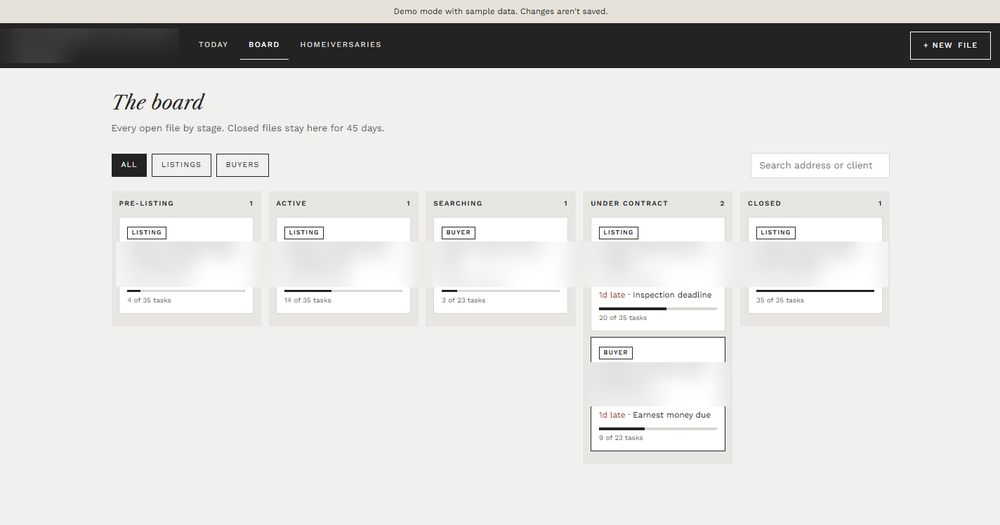 Demo mode with sample data. Changes aren't saved.
TODAY BOARD HOMEIVERSARIES + NEW FILE
The board
Every open file by stage. Closed files stay here for 45 days.
ALL LISTINGS BUYERS Search address or client
PRE-LISTING 1
LISTING
4 of 35 tasks
ACTIVE 1
LISTING
14 of 35 tasks
SEARCHING 1
BUYER
3 of 23 tasks
UNDER CONTRACT 2
LISTING
1d late · Inspection deadline
20 of 35 tasks
BUYER
1d late · Earnest money due
9 of 23 tasks
CLOSED 1
LISTING
35 of 35 tasks